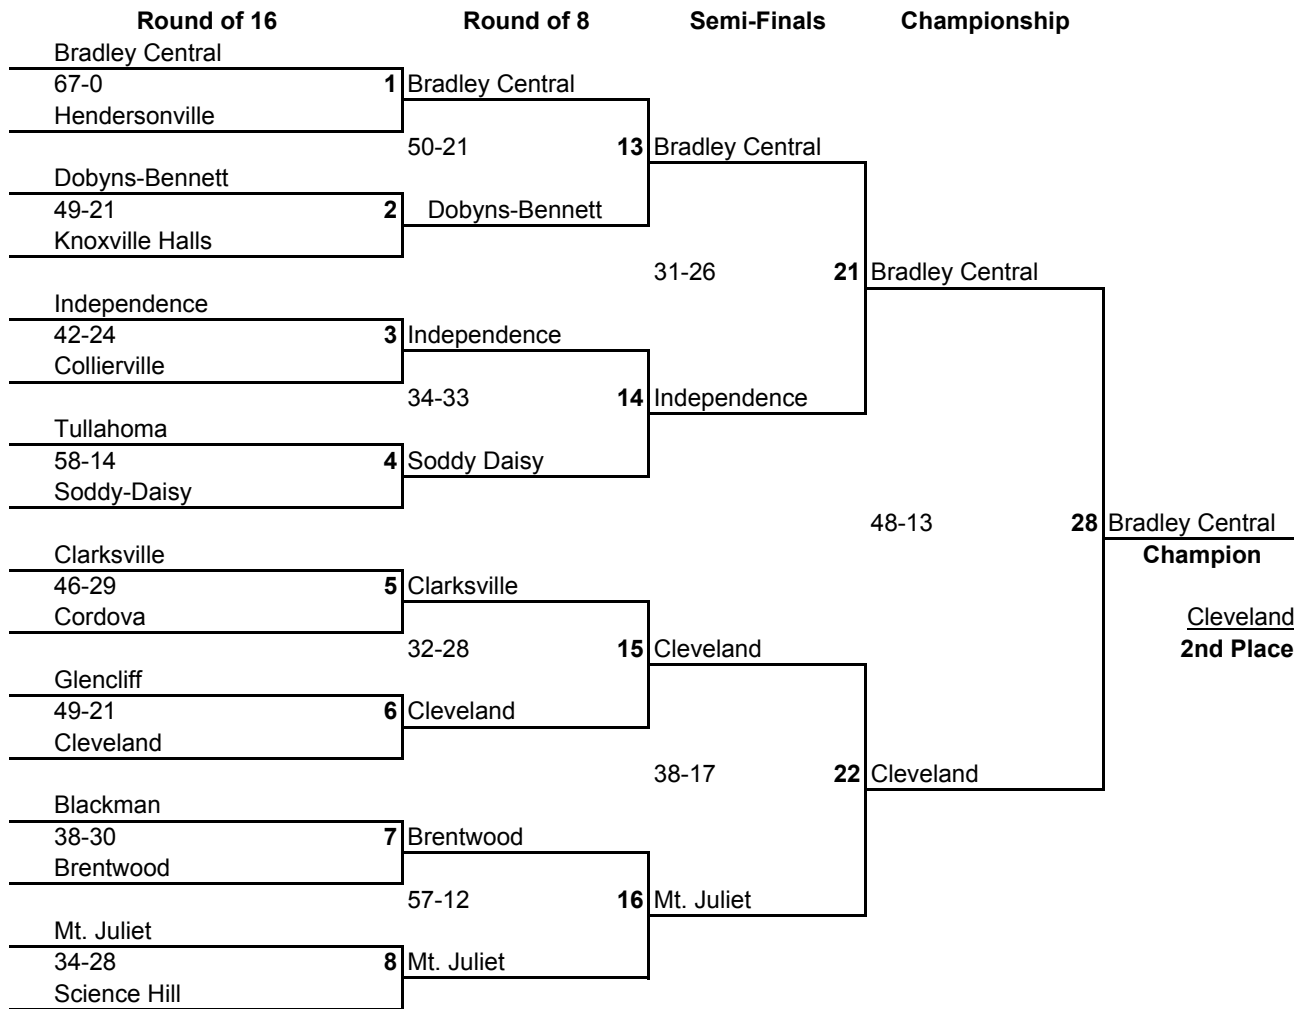 Round of 16 Round of 8 Semi-Finals Championship
Bradley Central
67-0 1 Bradley Central
Hendersonville
50-21 13 Bradley Central
Dobyns-Bennett
49-21 2 Dobyns-Bennett
Knoxville Halls
31-26 21 Bradley Central
Independence
42-24 3 Independence
Collierville
34-33 14 Independence
Tullahoma
58-14 4 Soddy Daisy
Soddy-Daisy
48-13 28 Bradley Central
Clarksville Champion
46-29 5 Clarksville
Cordova Cleveland
32-28 15 Cleveland 2nd Place
Glencliff
49-21 6 Cleveland
Cleveland
38-17 22 Cleveland
Blackman
38-30 7 Brentwood
Brentwood
57-12 16 Mt. Juliet
Mt. Juliet
34-28 8 Mt. Juliet
Science Hill